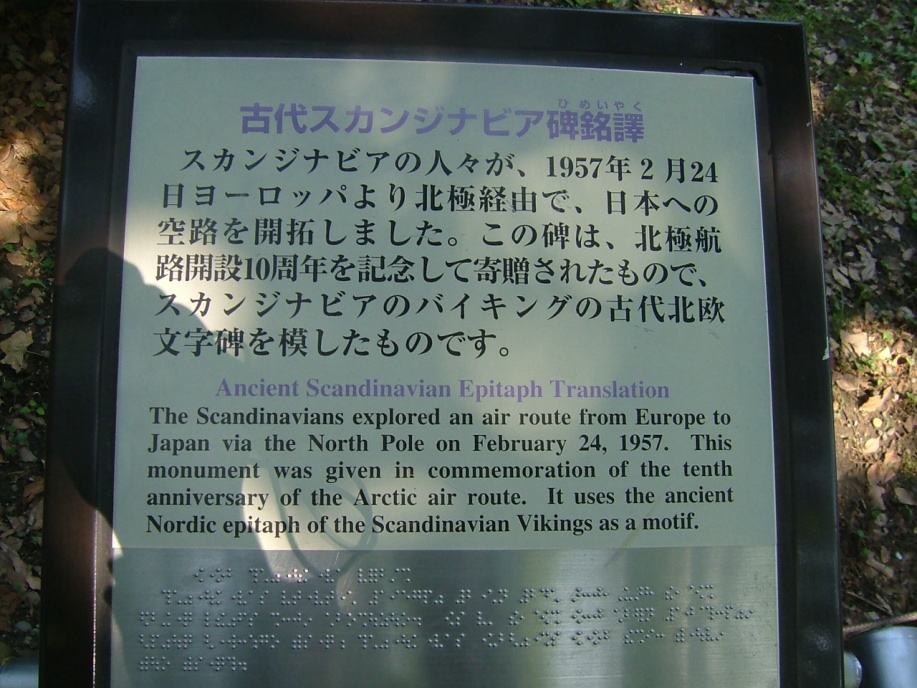 ひめいやく
古代スカンジナビア碑銘譯
スカンジナビアの人々が、1957年2月24
日ヨーロッパより北極経由で、日本への
空路を開拓しました。この碑は、北極航
路開設10周年を記念して寄贈されたもので、
スカンジナビアのバイキングの古代北欧
文字碑を模したものです。
Ancient Scandinavian Epitaph Translation
The Scandinavians explored an air route from Europe to
Japan via the North Pole on February 24, 1957. This
monument was given in commemoration of the tenth
anniversary of the Arctic air route. It uses the ancient
Nordic epitaph of the Scandinavian Vikings as a motif.